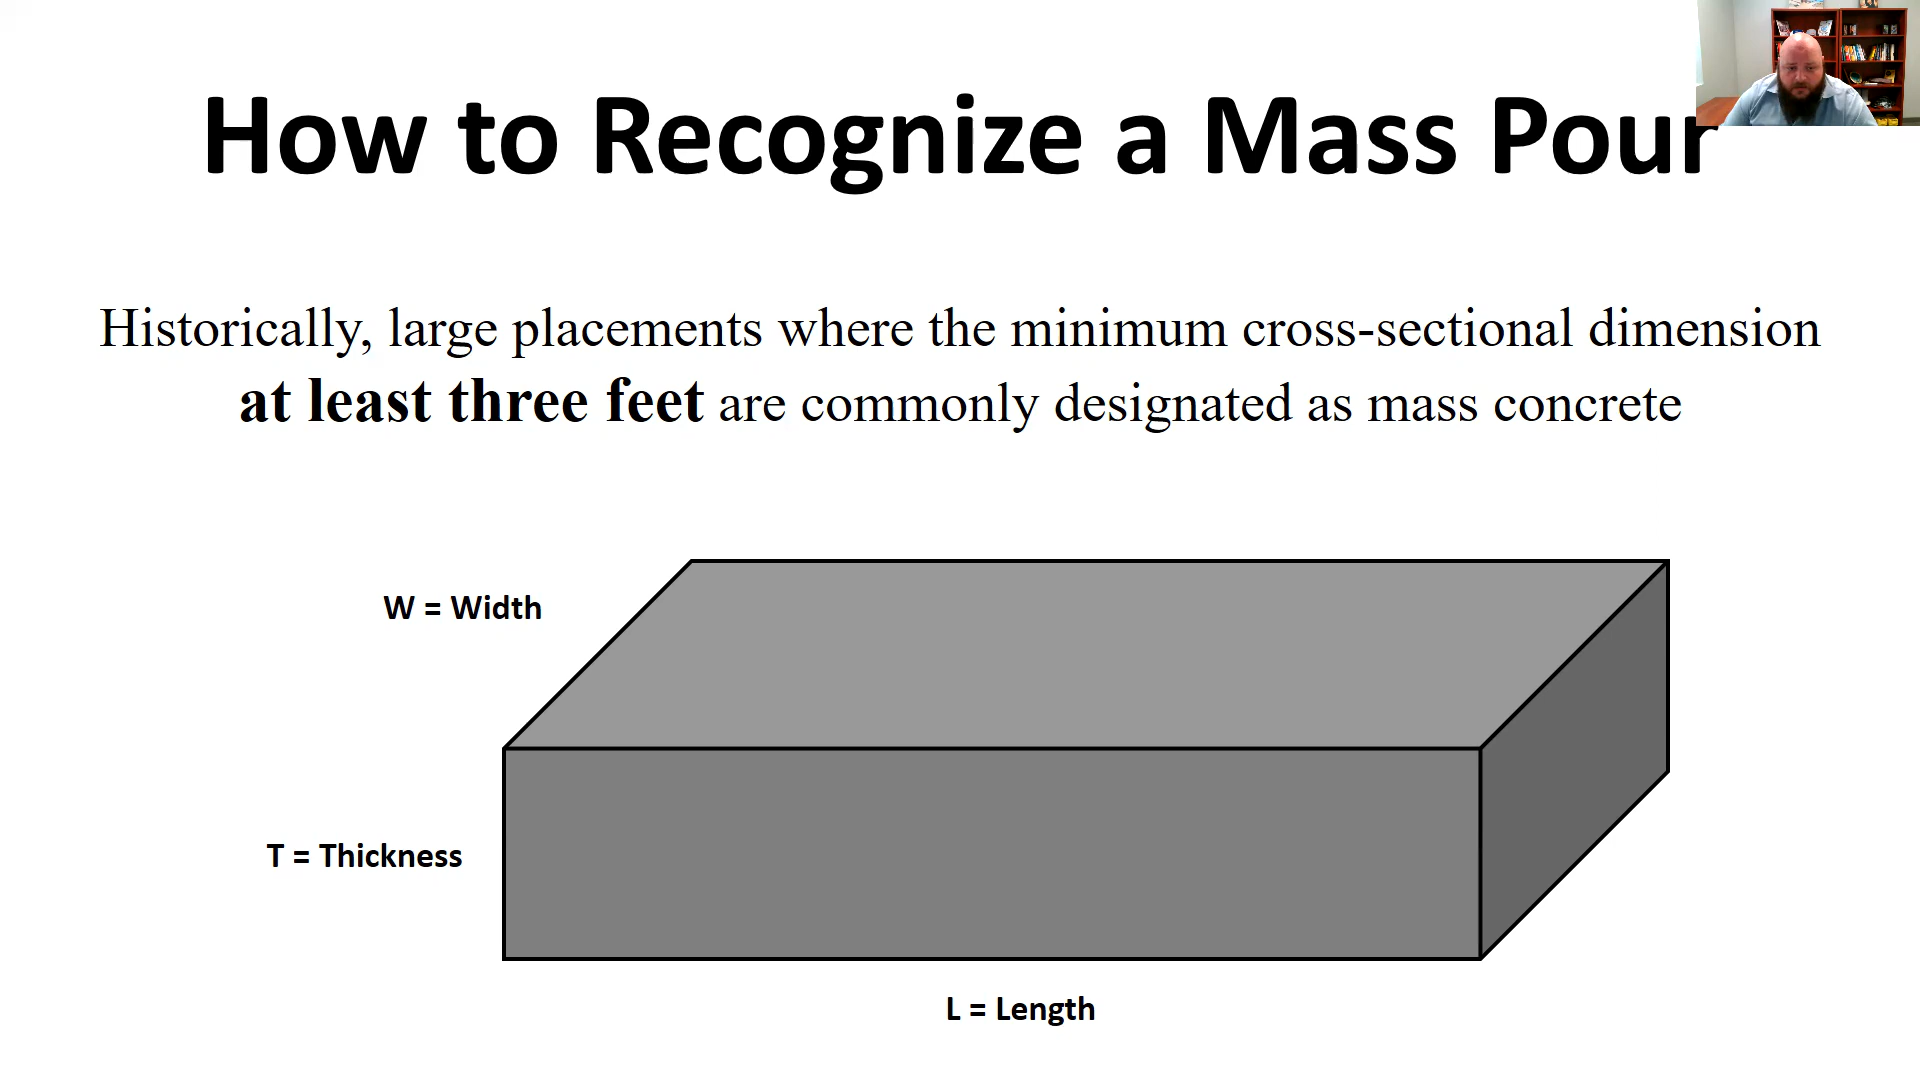 How to Recognize a Mass Pour
Historically, large placements where the minimum cross-sectional dimension
at least three feet are commonly designated as mass concrete
W = Width
T = Thickness
L = Length